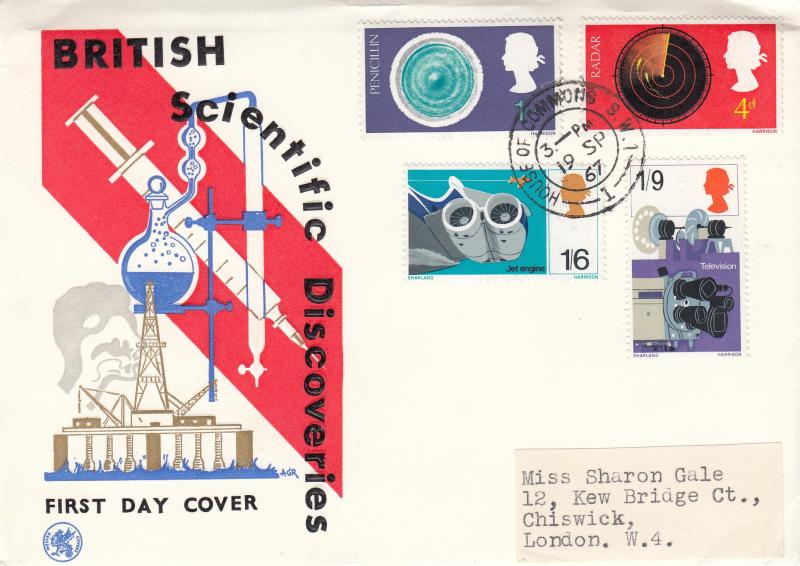 BRITISH
Scientific Discoveries
PENICILLIN
1/-
HARRISON
RADAR
4d
HARRISON
HOUSE OF COMMONS S.W.1
3-PM
19 SP
67
1
Jet engine
1/6
SHARLAND HARRISON
1/9
Television
SHARLAND HARRISON
AGR
FIRST DAY COVER
Miss Sharon Gale
12, Kew Bridge Ct.,
Chiswick,
London. W.4.